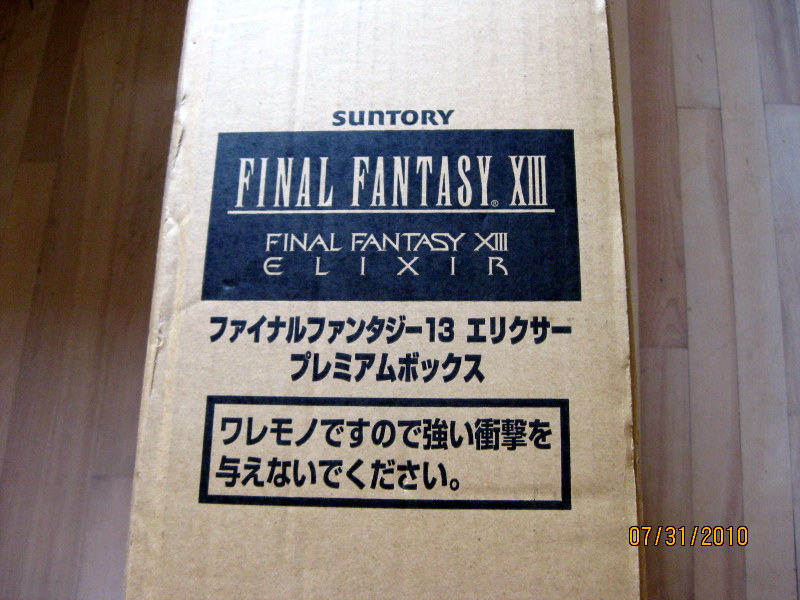 SUNTORY
FINAL FANTASY® XIII
FINAL FANTASY XIII
ELIXIR
ファイナルファンタジー13 エリクサー
プレミアムボックス
ワレモノですので強い衝撃を
与えないでください。
07/31/2010